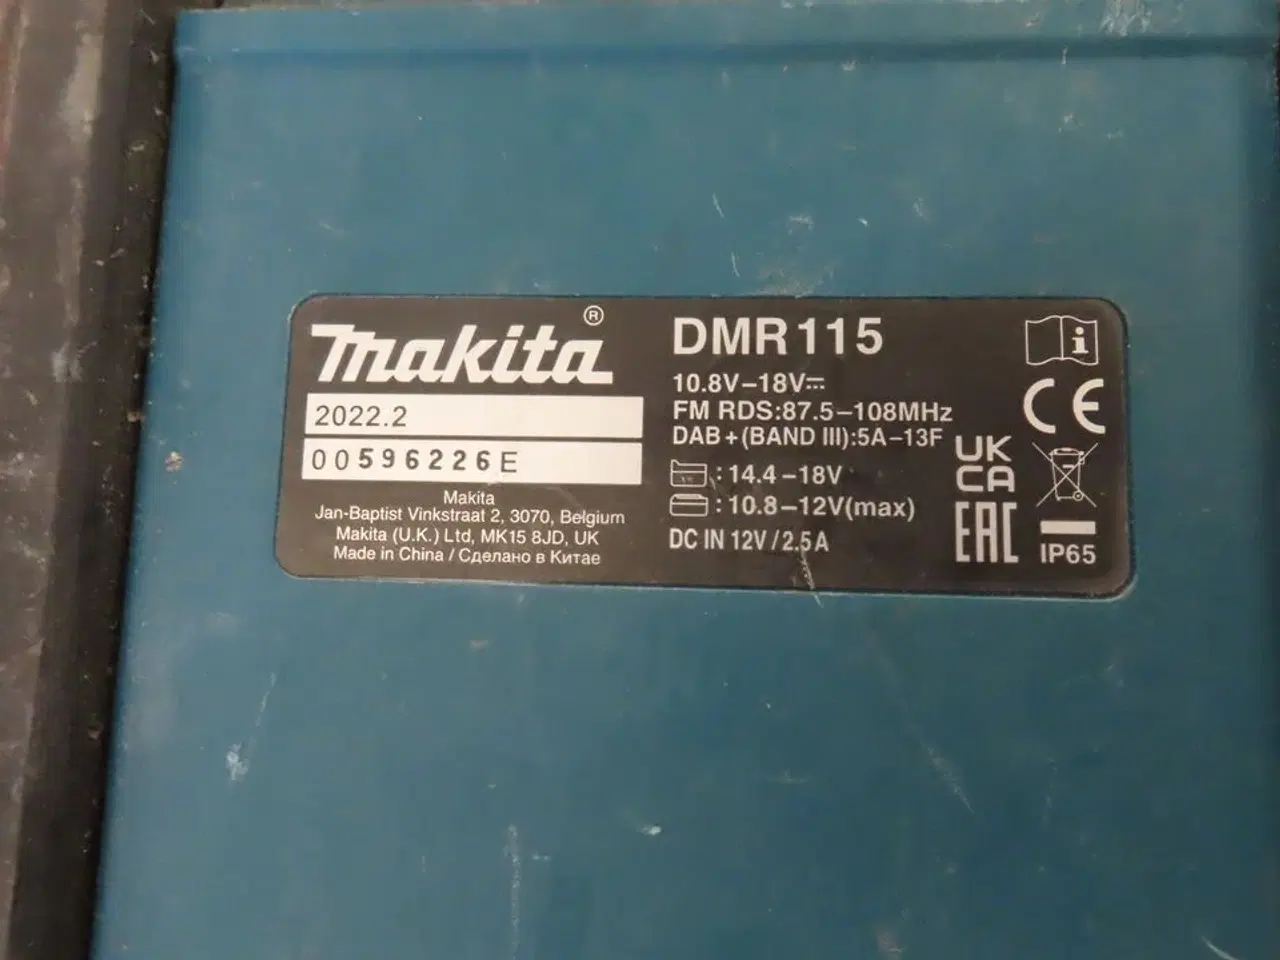 Makita®
2022.2
00596226E
Makita
Jan-Baptist Vinkstraat 2, 3070, Belgium
Makita (U.K.) Ltd, MK15 8JD, UK
Made in China / Сделано в Китае
DMR115
10.8V–18V⎓
FM RDS:87.5–108MHz
DAB+(BAND III):5A–13F
:14.4–18V
:10.8–12V(max)
DC IN 12V/2.5A
i
CE
UK
CA
EAC
IP65